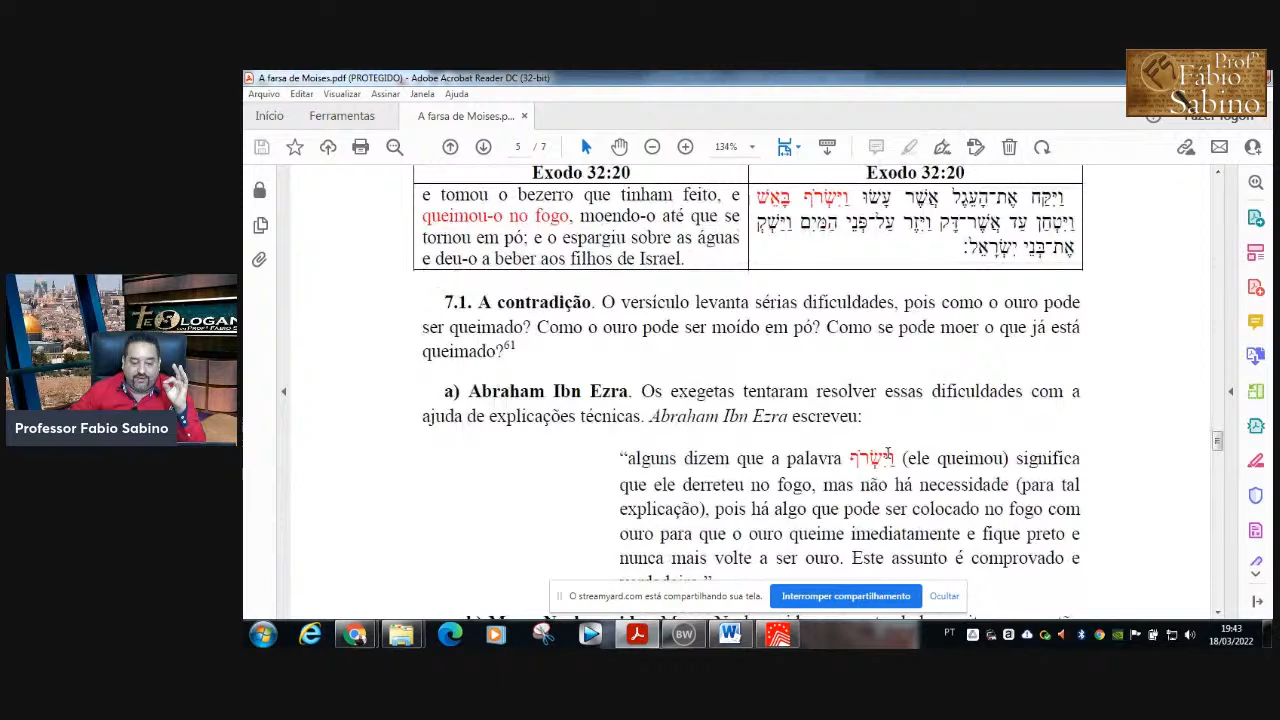 Profº
Fábio
Sabino
A farsa de Moises.pdf (PROTEGIDO) - Adobe Acrobat Reader DC (32-bit)
Arquivo Editar Visualizar Assinar Janela Ajuda
Início Ferramentas A farsa de Moises.p... ×
5 / 7 134%
Exodo 32:20
e tomou o bezerro que tinham feito, e
queimou-o no fogo, moendo-o até que se
tornou em pó; e o espargiu sobre as águas
e deu-o a beber aos filhos de Israel.
Exodo 32:20
וַיִּקַּח אֶת־הָעֵגֶל אֲשֶׁר עָשׂוּ וַיִּשְׂרֹף בָּאֵשׁ
וַיִּטְחַן עַד אֲשֶׁר־דָּק וַיִּזֶר עַל־פְּנֵי הַמַּיִם וַיַּשְׁקְ
אֶת־בְּנֵי יִשְׂרָאֵל׃
7.1. A contradição. O versículo levanta sérias dificuldades, pois como o ouro pode
ser queimado? Como o ouro pode ser moído em pó? Como se pode moer o que já está
queimado?61
a) Abraham Ibn Ezra. Os exegetas tentaram resolver essas dificuldades com a
ajuda de explicações técnicas. Abraham Ibn Ezra escreveu:
“alguns dizem que a palavra וַיִּשְׂרֹף (ele queimou) significa
que ele derreteu no fogo, mas não há necessidade (para tal
explicação), pois há algo que pode ser colocado no fogo com
ouro para que o ouro queime imediatamente e fique preto e
nunca mais volte a ser ouro. Este assunto é comprovado e
O streamyard.com está compartilhando sua tela. Interromper compartilhamento Ocultar
Professor Fabio Sabino
BW
PT
19:43
18/03/2022